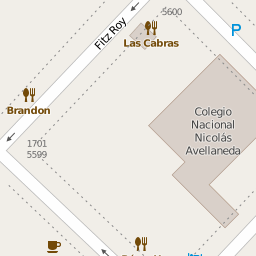 5600
Fitz Roy
Las Cabras
P
Brandon
Colegio
Nacional
Nicolás
Avellaneda
1701
5599